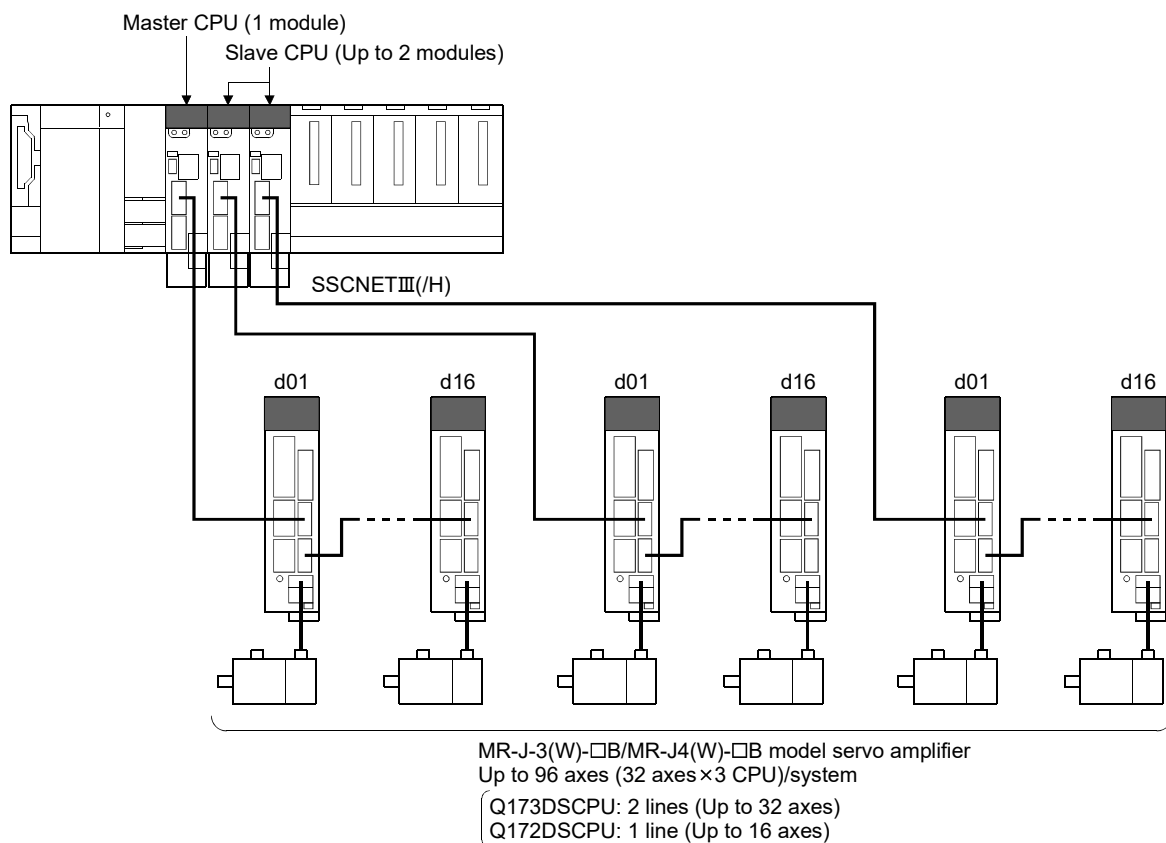 Master CPU (1 module)
Slave CPU (Up to 2 modules)
SSCNETⅢ(/H)
d01
d16
d01
d16
d01
d16
MR-J-3(W)-□B/MR-J4(W)-□B model servo amplifier
Up to 96 axes (32 axes×3 CPU)/system
Q173DSCPU: 2 lines (Up to 32 axes)
Q172DSCPU: 1 line (Up to 16 axes)